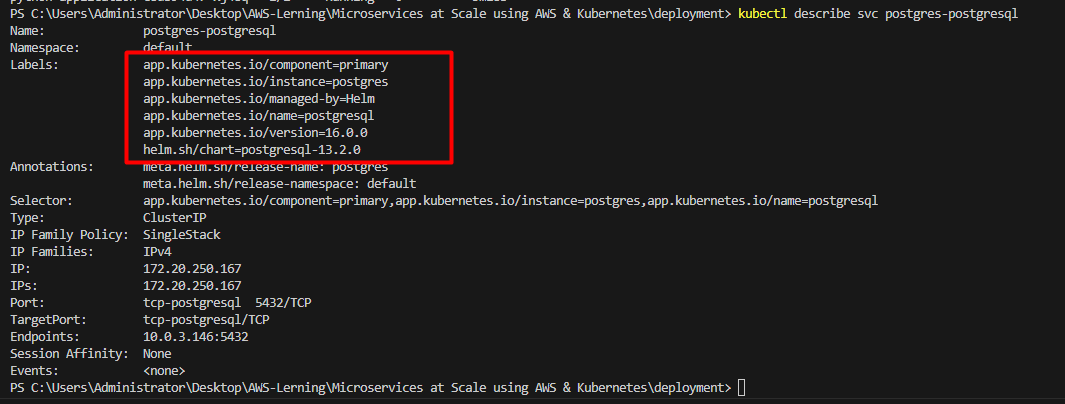 PS C:\Users\Administrator\Desktop\AWS-Lerning\Microservices at Scale using AWS & Kubernetes\deployment> kubectl describe svc postgres-postgresql
Name:              postgres-postgresql
Namespace:         default
Labels:            app.kubernetes.io/component=primary
                   app.kubernetes.io/instance=postgres
                   app.kubernetes.io/managed-by=Helm
                   app.kubernetes.io/name=postgresql
                   app.kubernetes.io/version=16.0.0
                   helm.sh/chart=postgresql-13.2.0
Annotations:       meta.helm.sh/release-name: postgres
                   meta.helm.sh/release-namespace: default
Selector:          app.kubernetes.io/component=primary,app.kubernetes.io/instance=postgres,app.kubernetes.io/name=postgresql
Type:              ClusterIP
IP Family Policy:  SingleStack
IP Families:       IPv4
IP:                172.20.250.167
IPs:               172.20.250.167
Port:              tcp-postgresql  5432/TCP
TargetPort:        tcp-postgresql/TCP
Endpoints:         10.0.3.146:5432
Session Affinity:  None
Events:            <none>
PS C:\Users\Administrator\Desktop\AWS-Lerning\Microservices at Scale using AWS & Kubernetes\deployment>